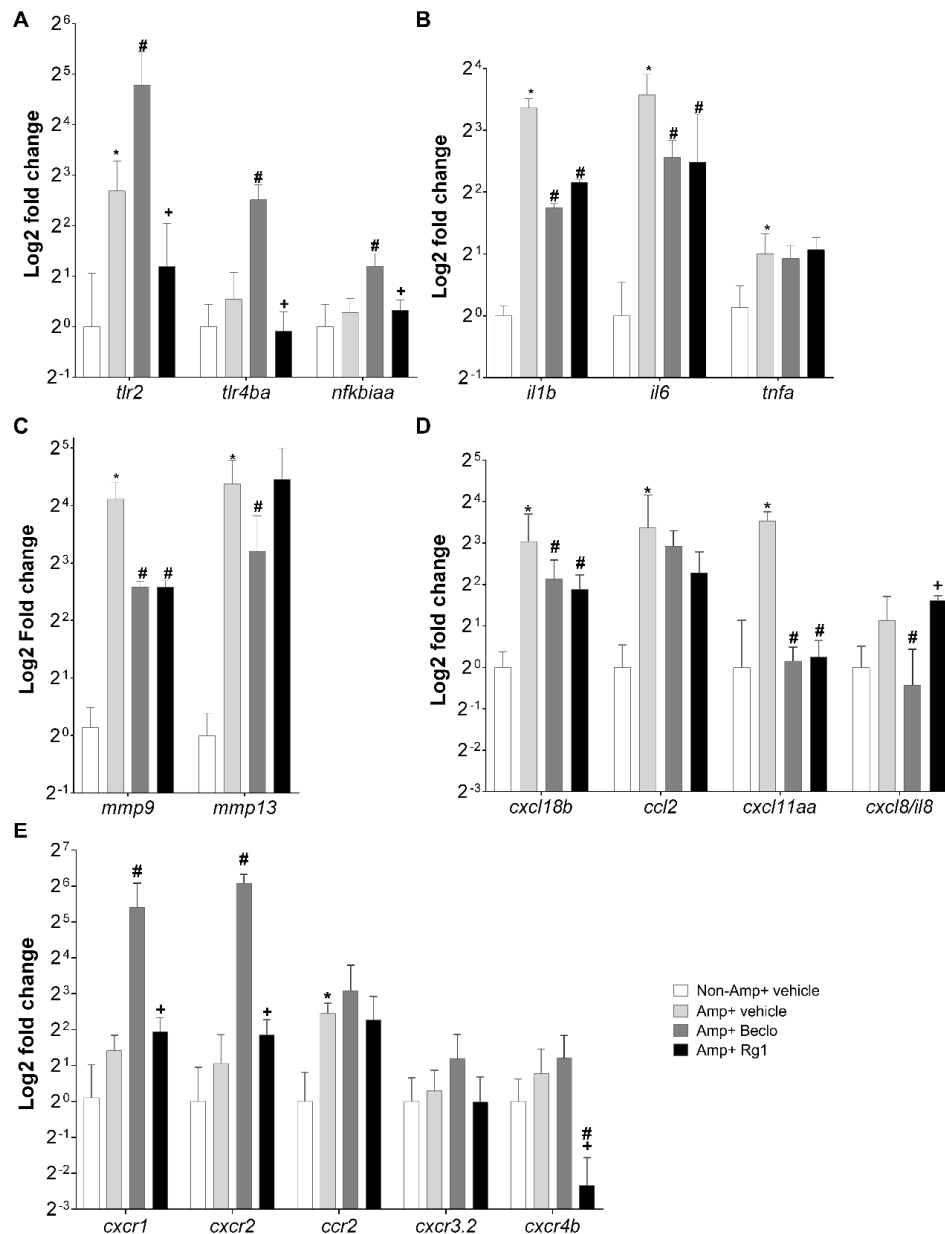 A
Log2 fold change
2^6
2^5
2^4
2^3
2^2
2^1
2^0
2^-1
* # +
# +
# +
tlr2 tlr4ba nfkbiaa
B
Log2 fold change
2^4
2^3
2^2
2^1
2^0
2^-1
* # #
* # #
*
il1b il6 tnfa
C
Log2 Fold change
2^5
2^4
2^3
2^2
2^1
2^0
2^-1
* # #
* #
mmp9 mmp13
D
Log2 fold change
2^5
2^4
2^3
2^2
2^1
2^0
2^-1
2^-2
2^-3
* # #
*
* # #
# +
cxcl18b ccl2 cxcl11aa cxcl8/il8
E
Log2 fold change
2^7
2^6
2^5
2^4
2^3
2^2
2^1
2^0
2^-1
2^-2
2^-3
# +
# +
*
#
+
cxcr1 cxcr2 ccr2 cxcr3.2 cxcr4b
Non-Amp+ vehicle
Amp+ vehicle
Amp+ Beclo
Amp+ Rg1